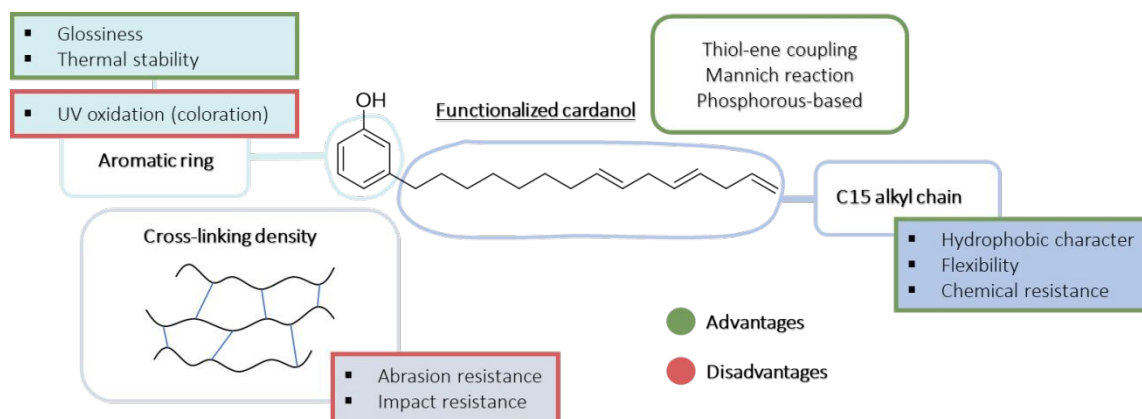 Glossiness
Thermal stability
UV oxidation (coloration)
Aromatic ring
OH
Functionalized cardanol
Thiol-ene coupling
Mannich reaction
Phosphorous-based
C15 alkyl chain
Hydrophobic character
Flexibility
Chemical resistance
Cross-linking density
Abrasion resistance
Impact resistance
Advantages
Disadvantages